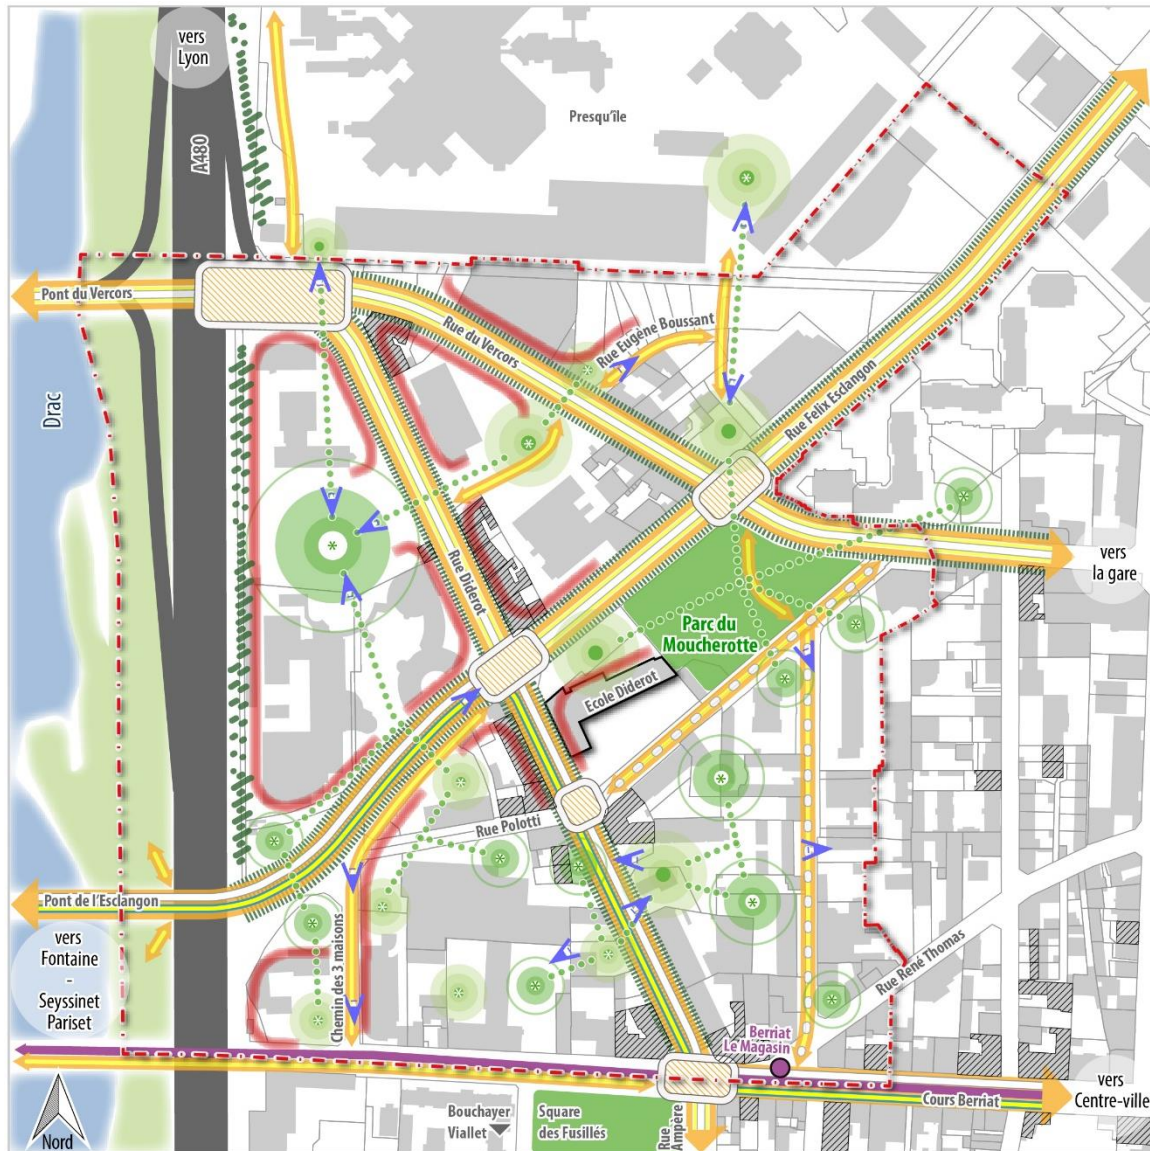 vers
Lyon
A480
Presqu'île
Pont du Vercors
Rue du Vercors
Rue Eugène Boussant
Rue Felix Esclangon
Drac
Rue Diderot
vers
la gare
Parc du
Moucherotte
Ecole Diderot
Rue Polotti
Pont de l'Esclangon
vers
Fontaine
-
Seyssinet
Pariset
Chemin des 3 maisons
Rue René Thomas
Berriat
Le Magasin
vers
Centre-ville
Cours Berriat
Nord
Bouchayer
Viallet
Square
des Fusillés
Rue
Ampère